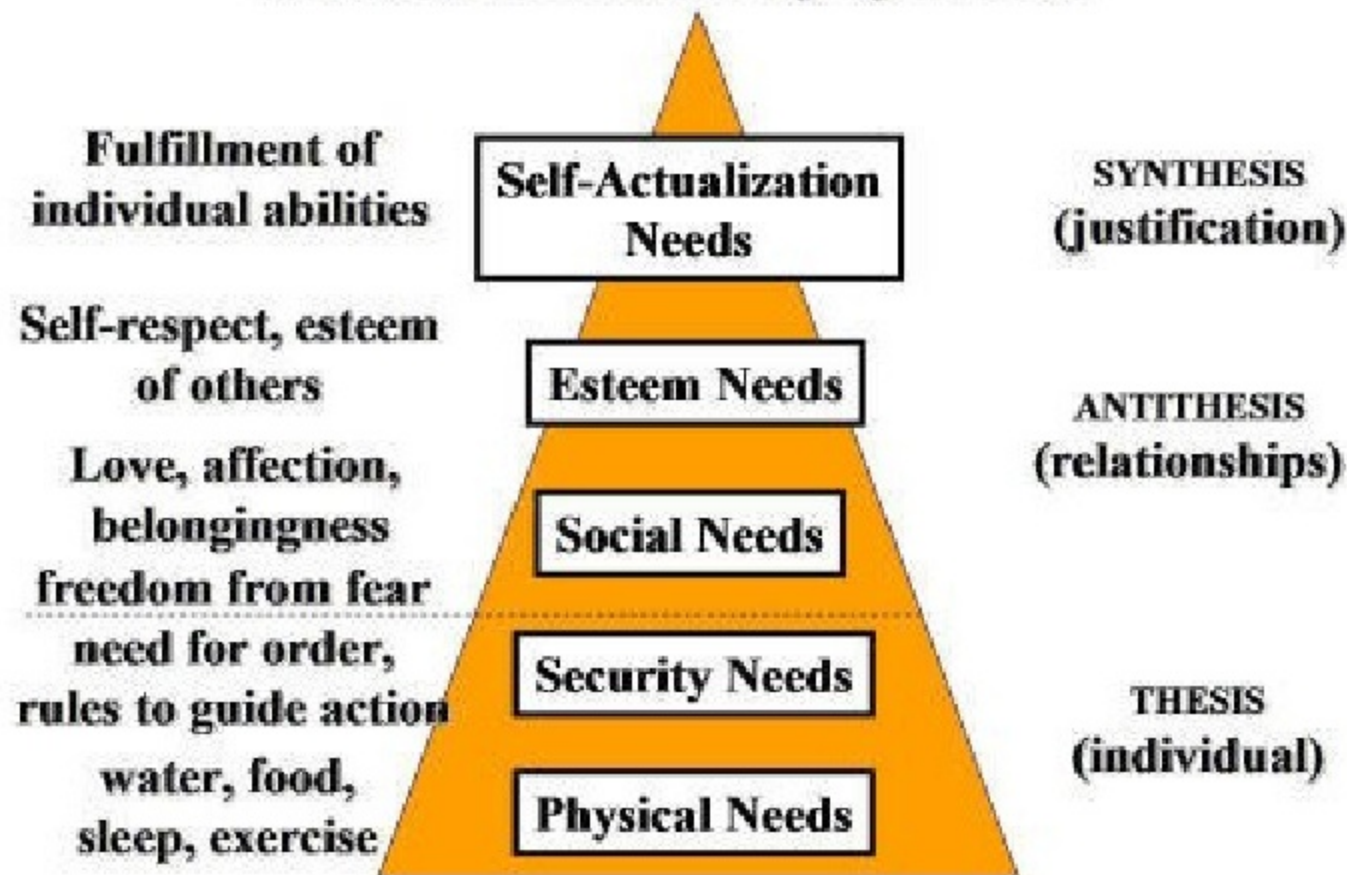 Fulfillment of
individual abilities
Self-Actualization
Needs
SYNTHESIS
(justification)
Self-respect, esteem
of others
Esteem Needs
ANTITHESIS
(relationships)
Love, affection,
belongingness
Social Needs
freedom from fear
need for order,
rules to guide action
Security Needs
THESIS
(individual)
water, food,
sleep, exercise
Physical Needs